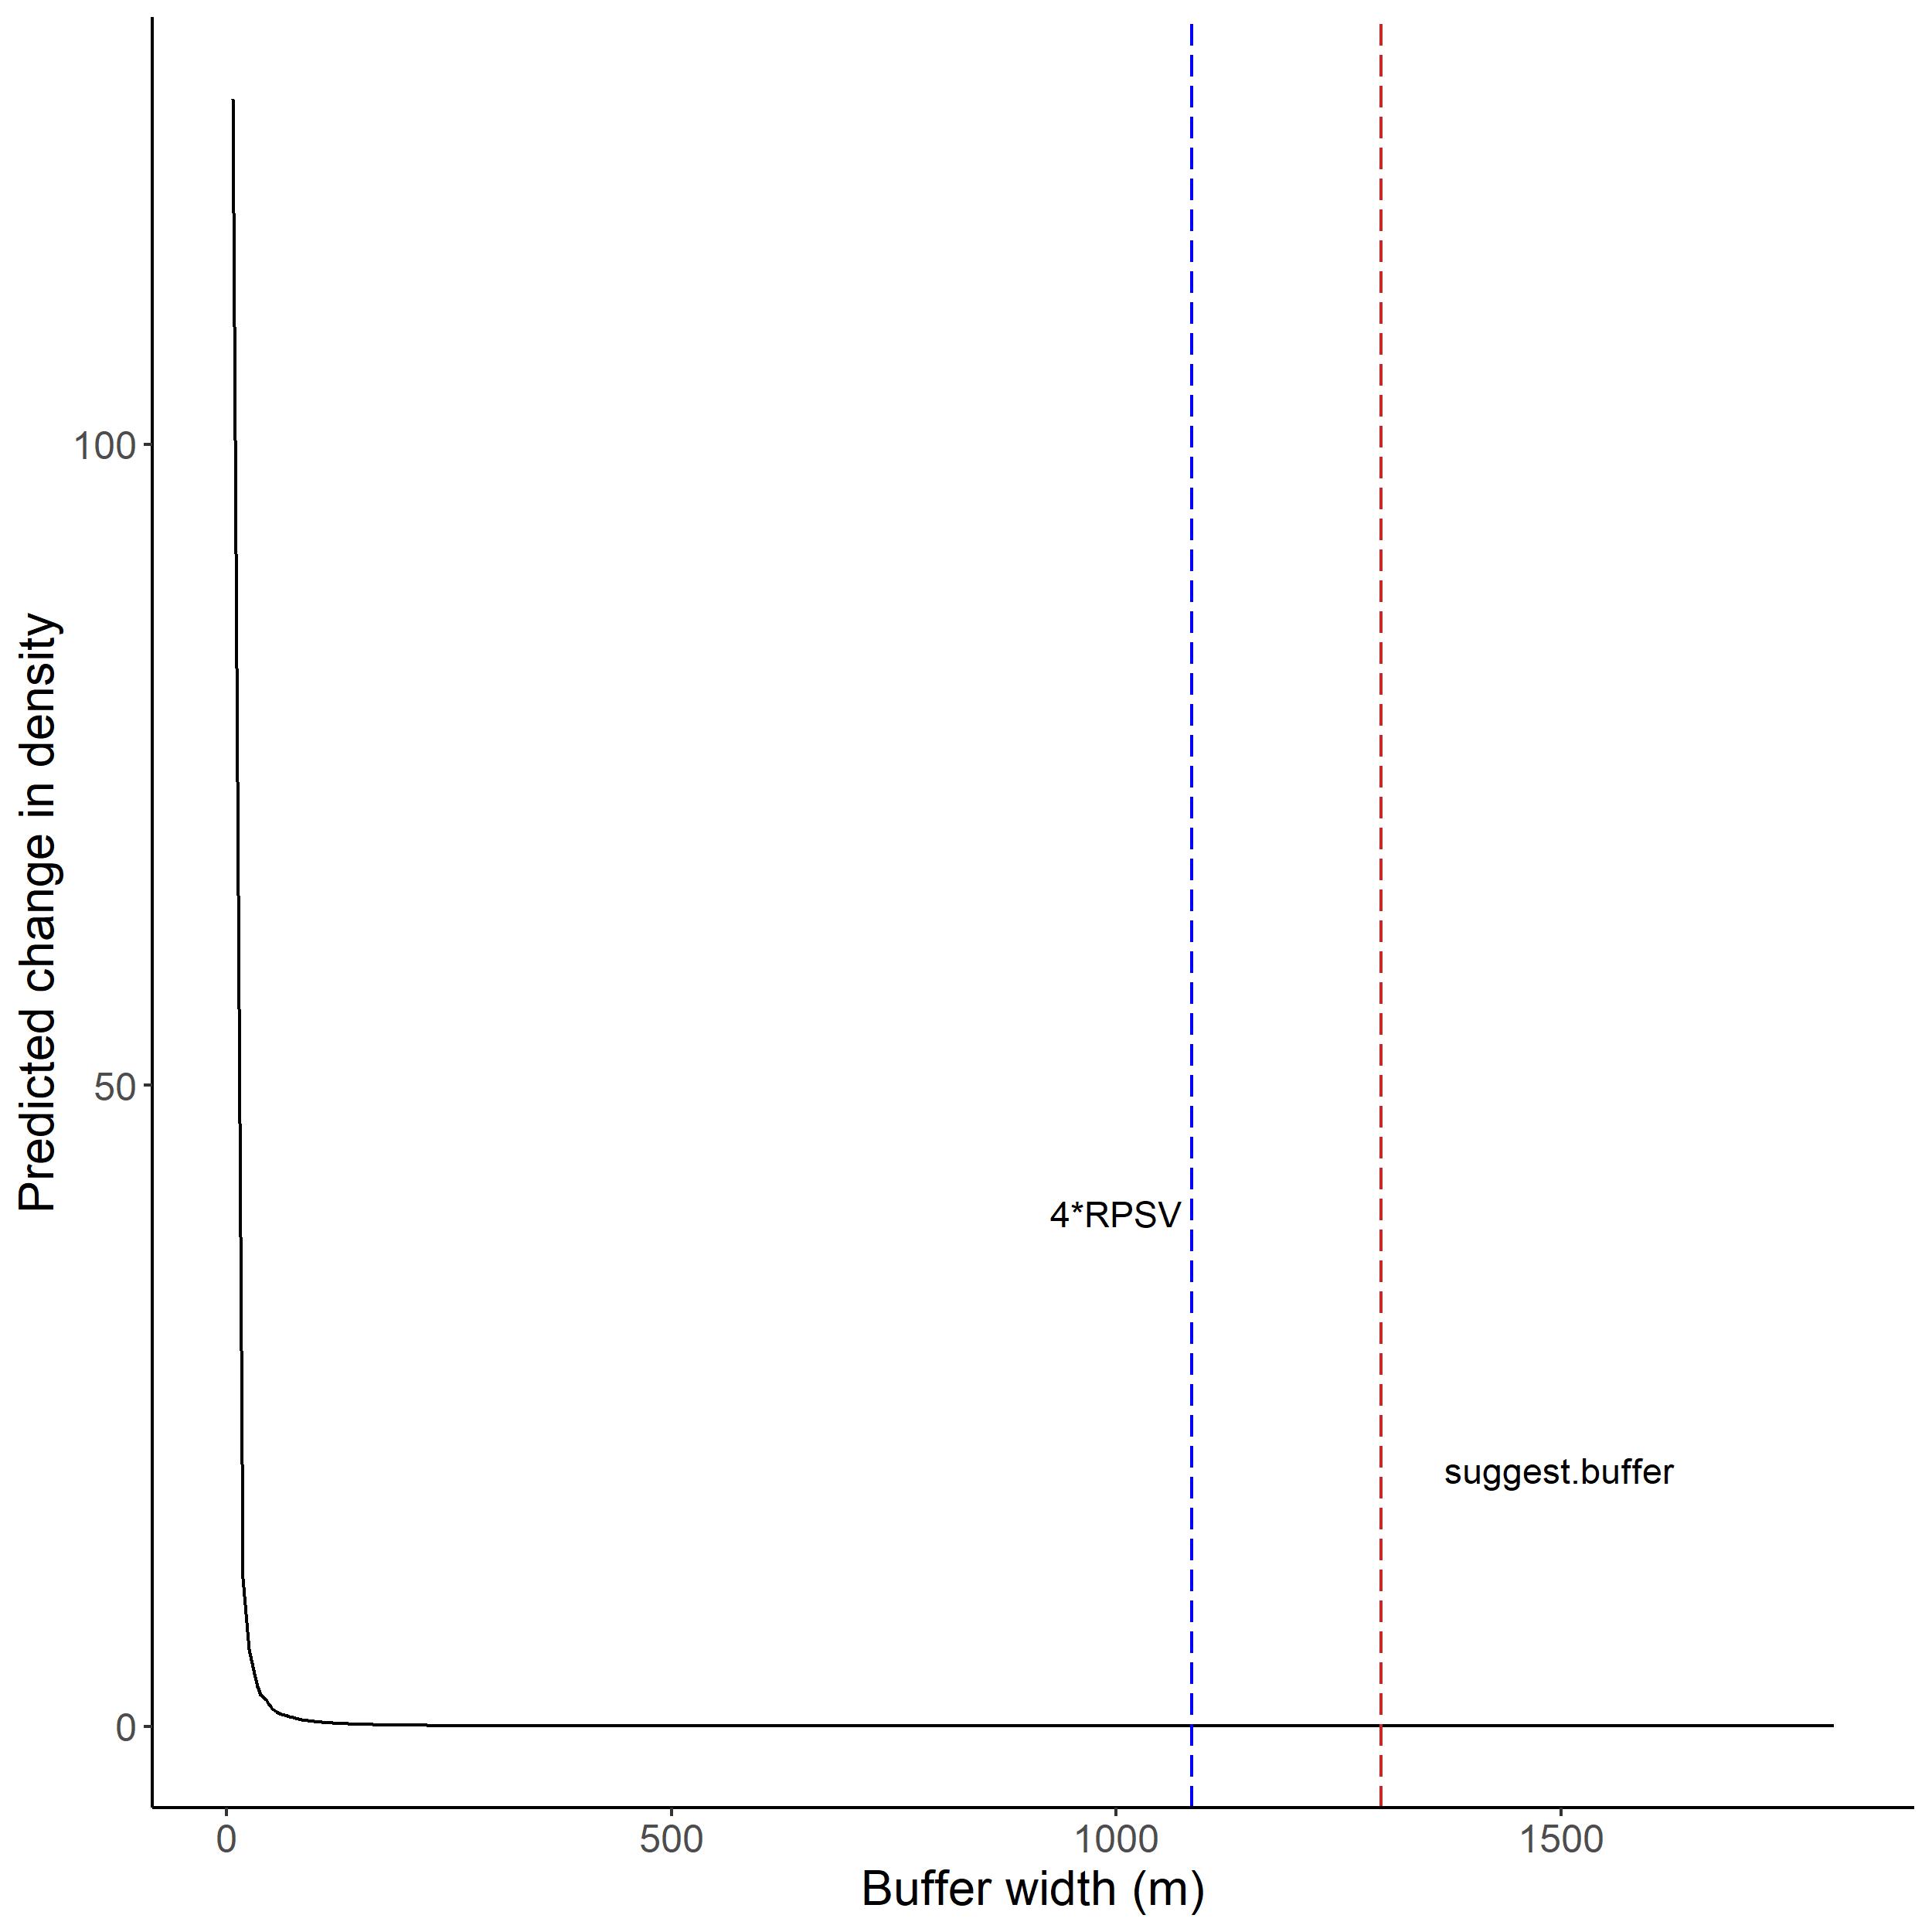 Predicted change in density
100
50
0
4*RPSV
suggest.buffer
0
500
1000
1500
Buffer width (m)